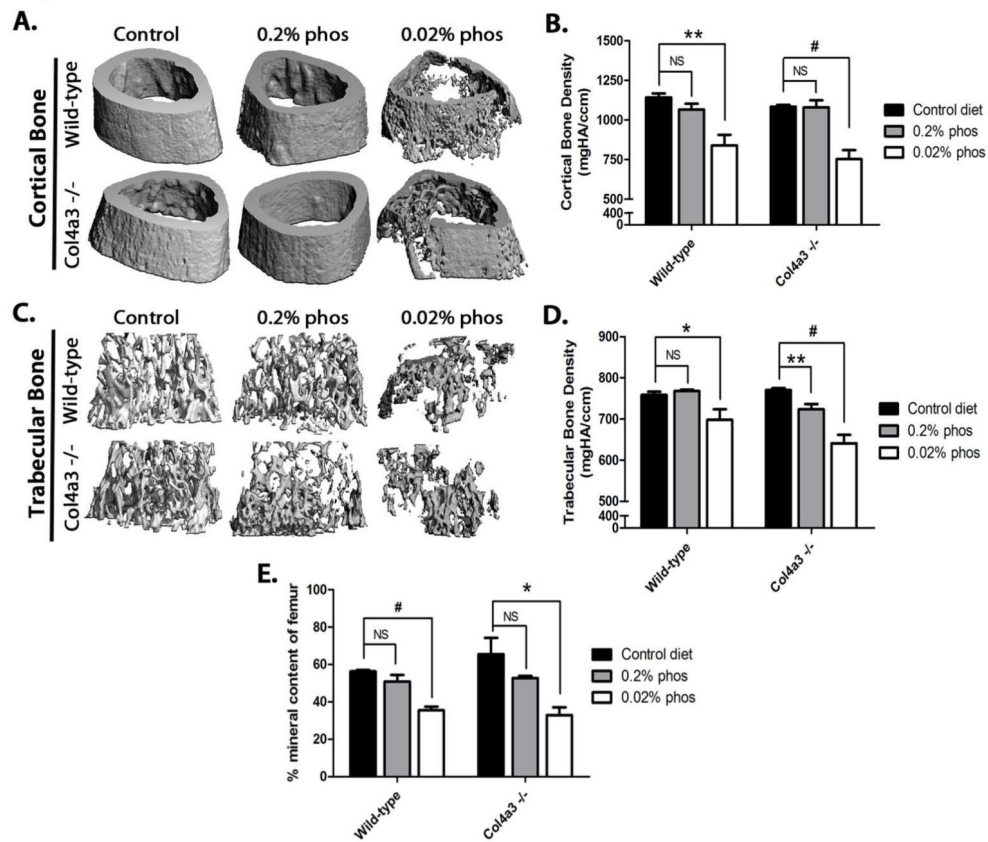 A.
Control
0.2% phos
0.02% phos
Cortical Bone
Wild-type
Col4a3 -/-
B.
Cortical Bone Density
(mgHA/ccm)
1500
1250
1000
750
500
400
0
**
NS
#
NS
Wild-type
Col4a3 -/-
Control diet
0.2% phos
0.02% phos
C.
Control
0.2% phos
0.02% phos
Trabecular Bone
Wild-type
Col4a3 -/-
D.
Trabecular Bone Density
(mgHA/ccm)
900
800
700
600
500
400
0
*
NS
#
**
Wild-type
Col4a3 -/-
Control diet
0.2% phos
0.02% phos
E.
% mineral content of femur
100
80
60
40
20
0
#
NS
*
NS
Wild-type
Col4a3 -/-
Control diet
0.2% phos
0.02% phos